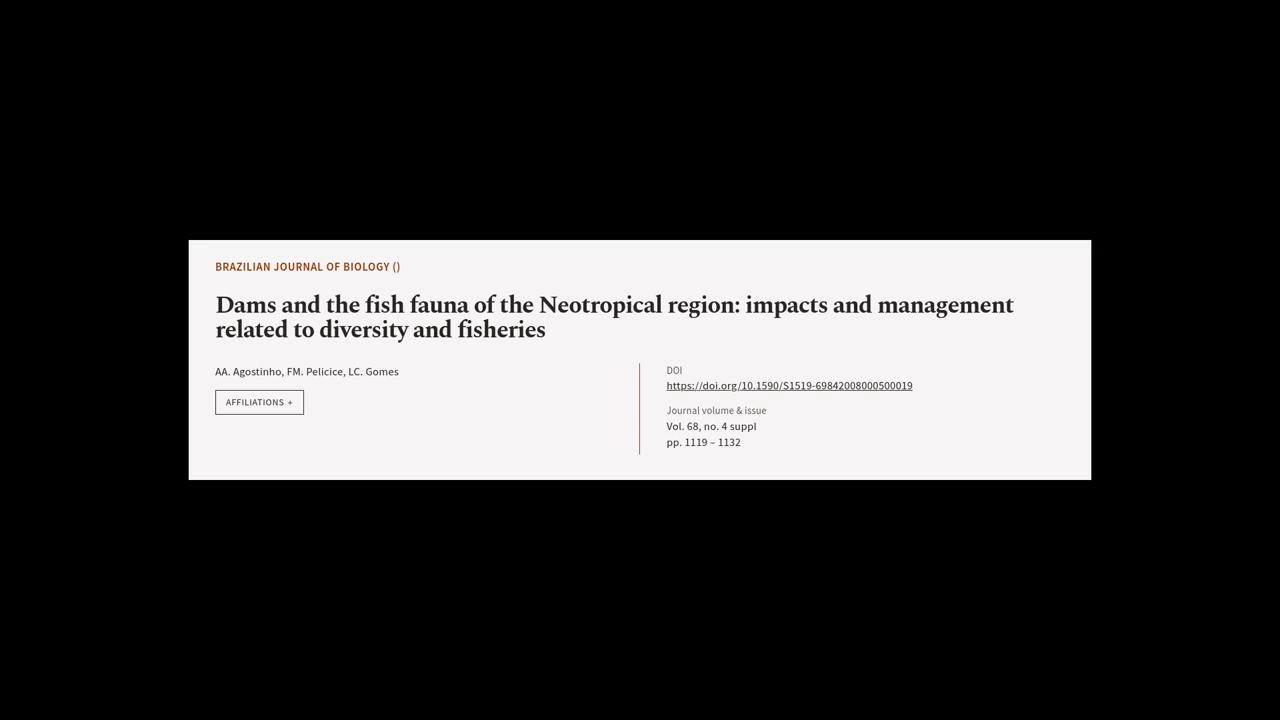 BRAZILIAN JOURNAL OF BIOLOGY ()
Dams and the fish fauna of the Neotropical region: impacts and management
related to diversity and fisheries
AA. Agostinho, FM. Pelicice, LC. Gomes
AFFILIATIONS +
DOI
https://doi.org/10.1590/S1519-69842008000500019
Journal volume & issue
Vol. 68, no. 4 suppl
pp. 1119 – 1132